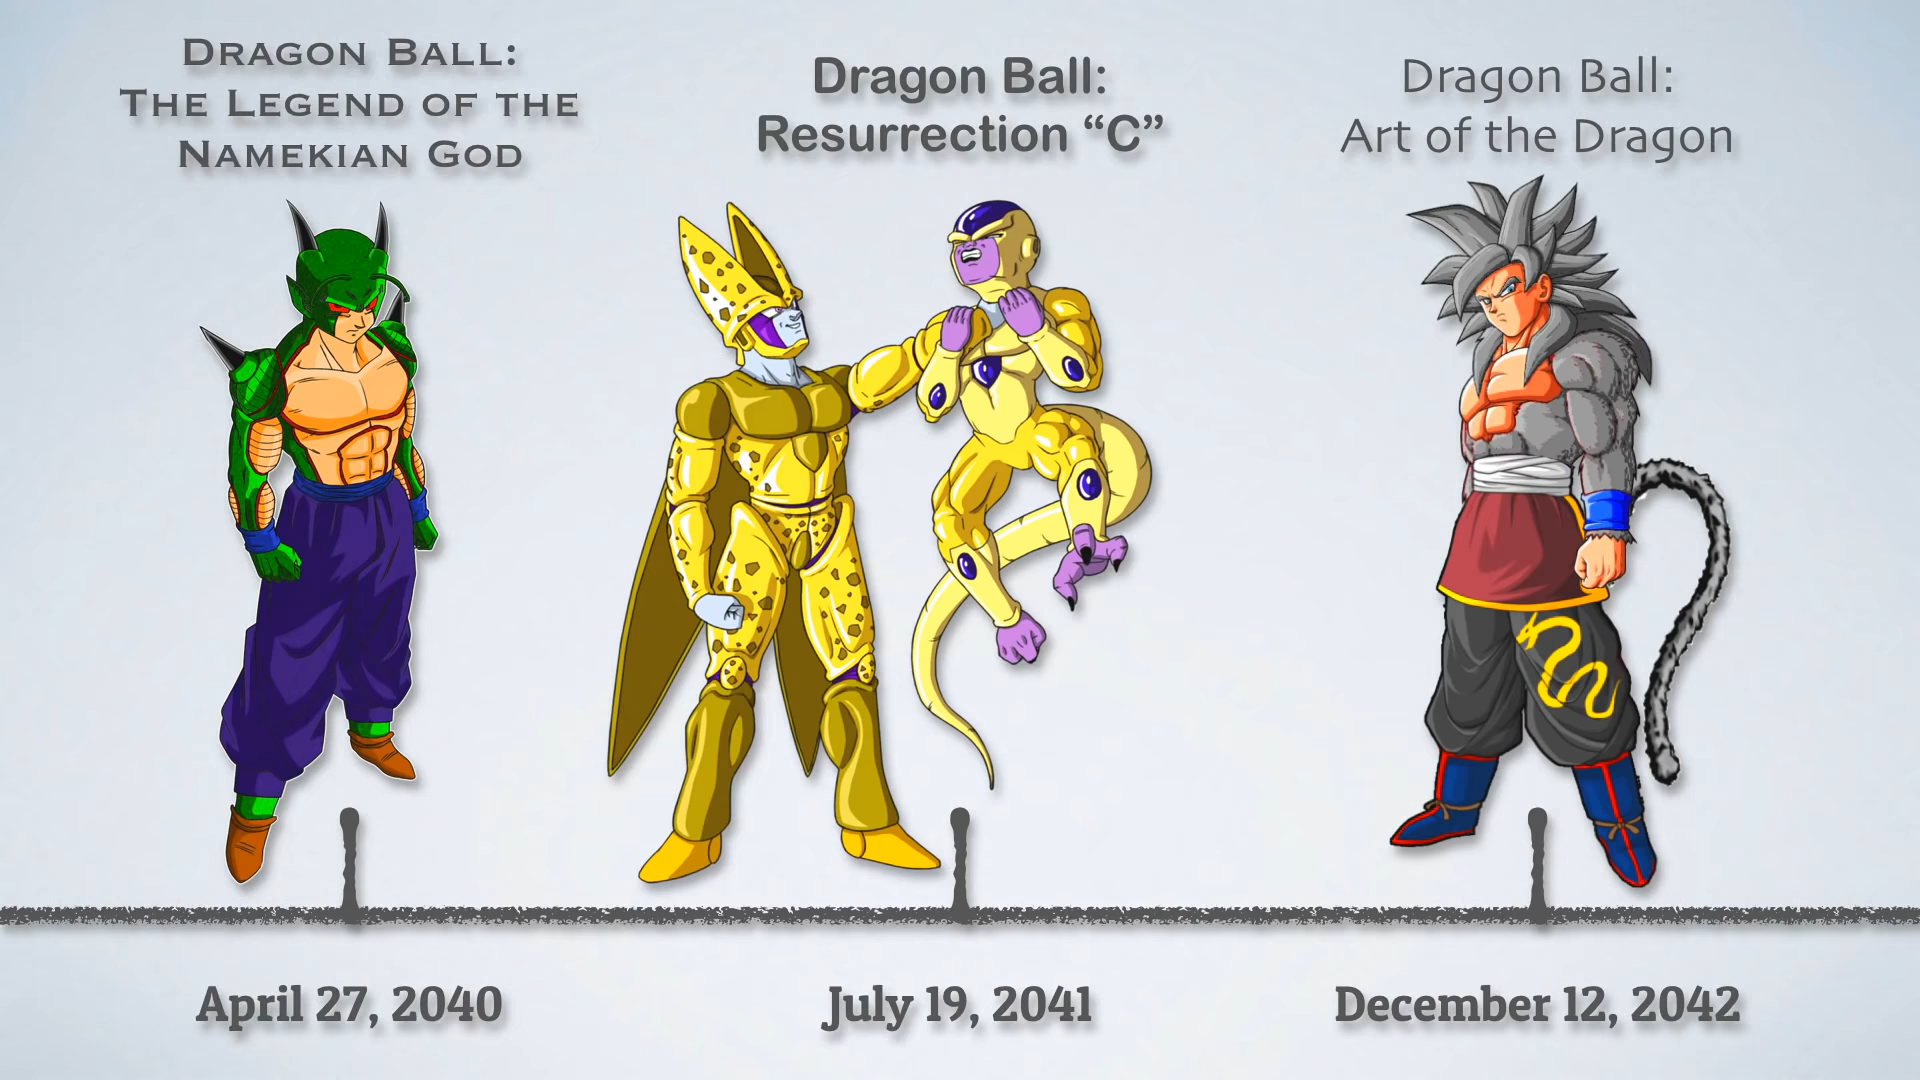 Dragon Ball:
The Legend of the
Namekian God
Dragon Ball:
Resurrection “C”
Dragon Ball:
Art of the Dragon
April 27, 2040
July 19, 2041
December 12, 2042